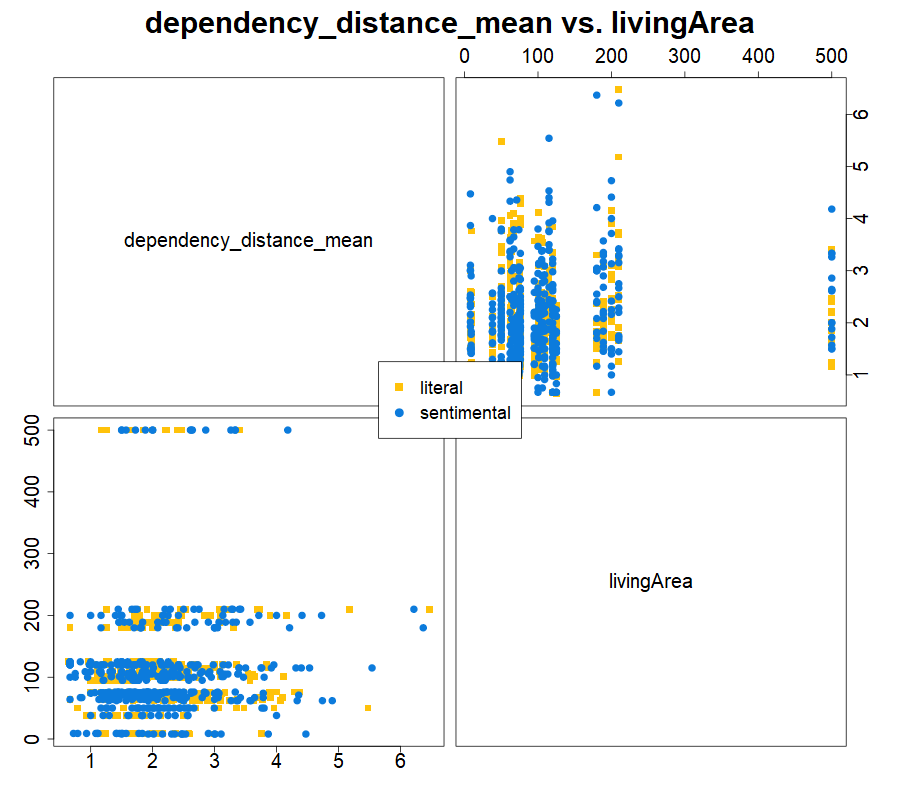 dependency_distance_mean vs. livingArea
0 100 200 300 400 500
dependency_distance_mean
6
5
4
3
2
1
literal
sentimental
500
400
300
200
100
0
livingArea
1 2 3 4 5 6